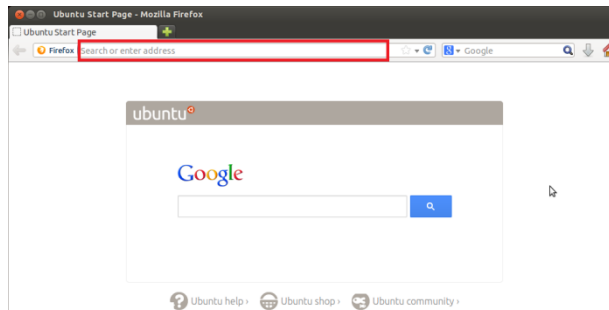 Ubuntu Start Page - Mozilla Firefox
Ubuntu Start Page
Firefox Search or enter address Google
ubuntu
Google
Ubuntu help › Ubuntu shop › Ubuntu community ›